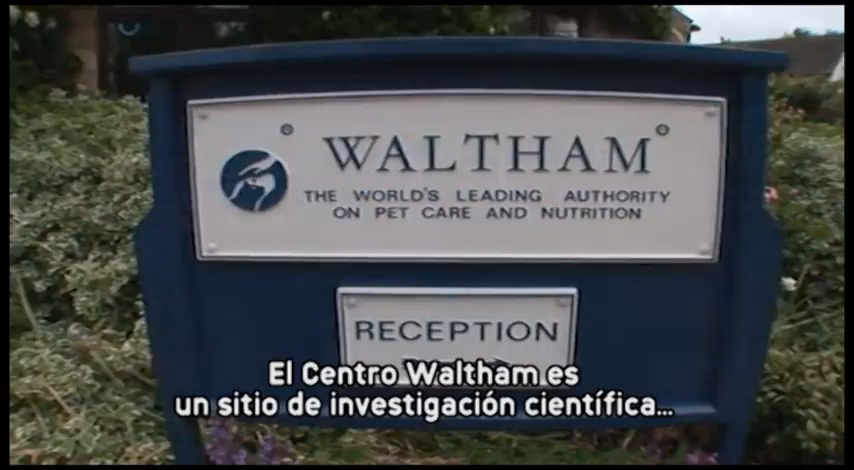 WALTHAM
THE WORLD'S LEADING AUTHORITY
ON PET CARE AND NUTRITION
RECEPTION
El Centro Waltham es
un sitio de investigación científica...